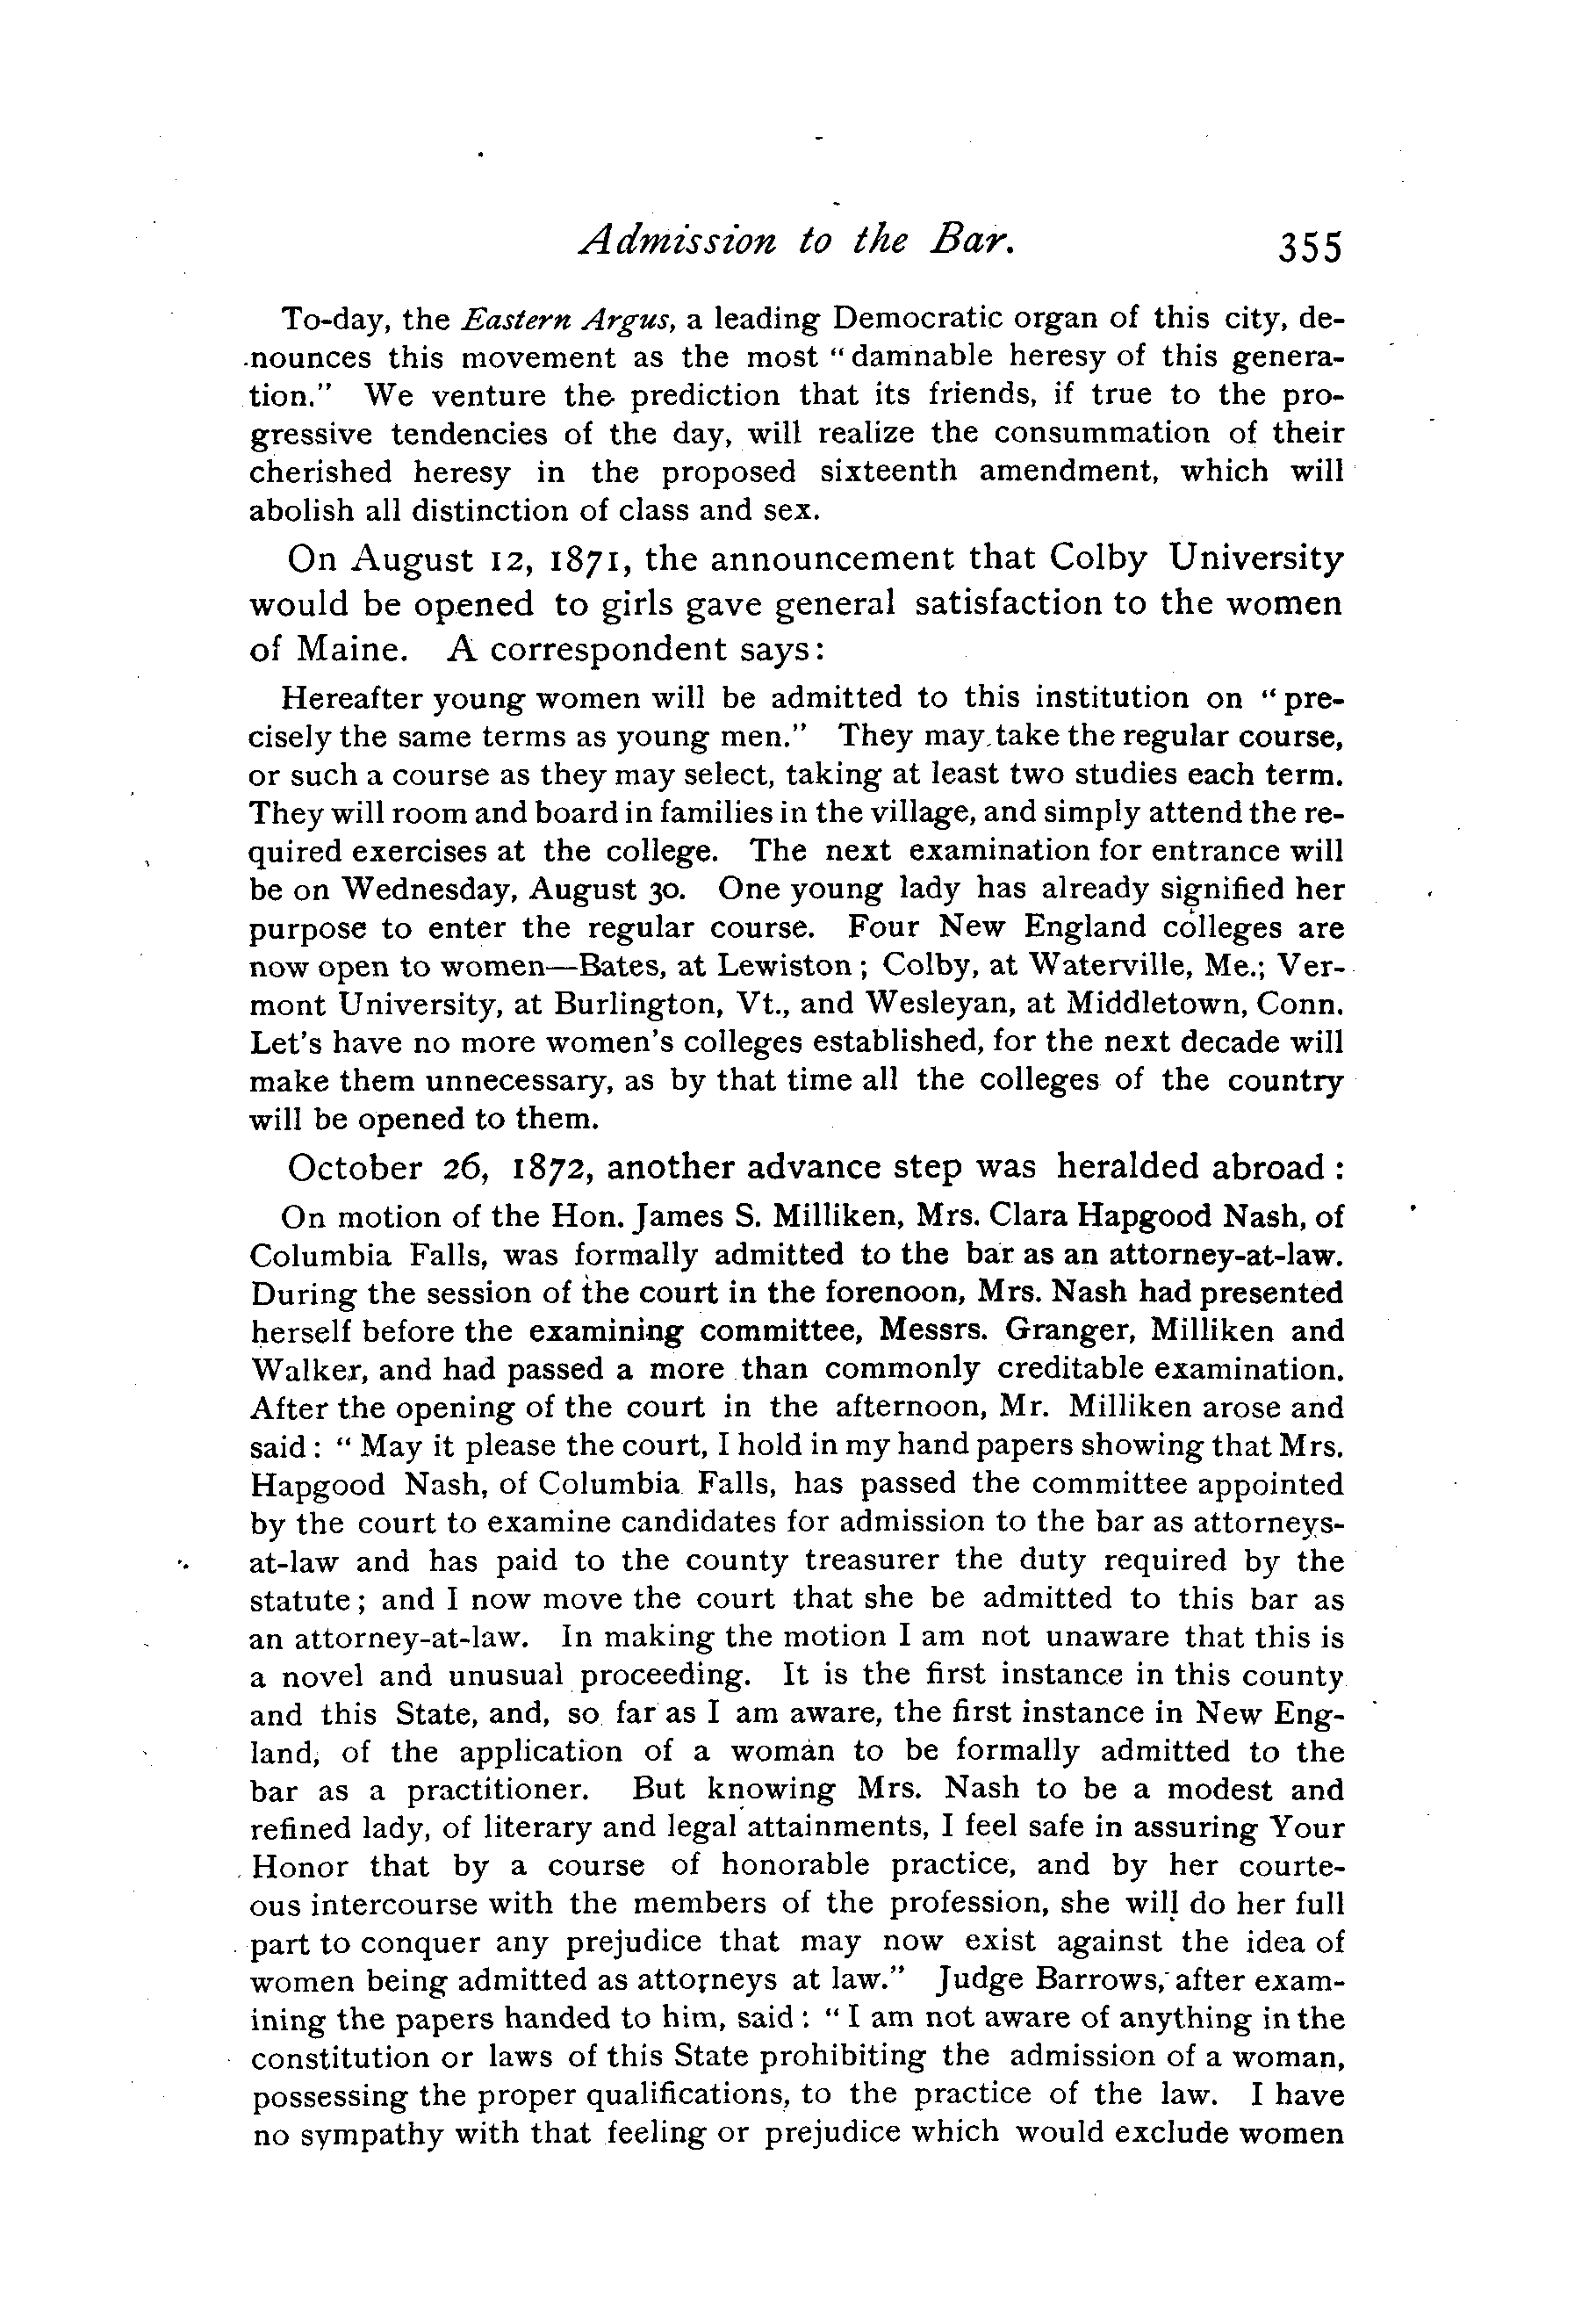 Admission to the Bar. 355
To-day, the Eastern Argus, a leading Democratic organ of this city, de-
nounces this movement as the most "damnable heresy of this genera-
tion." We venture the prediction that its friends, if true to the pro-
gressive tendencies of the day, will realize the consummation of their
cherished heresy in the proposed sixteenth amendment, which will
abolish all distinction of class and sex.
On August 12, 1871, the announcement that Colby University
would be opened to girls gave general satisfaction to the women
of Maine. A correspondent says:
Hereafter young women will be admitted to this institution on "pre-
cisely the same terms as young men." They may take the regular course,
or such a course as they may select, taking at least two studies each term.
They will room and board in families in the village, and simply attend the re-
quired exercises at the college. The next examination for entrance will
be on Wednesday, August 30. One young lady has already signified her
purpose to enter the regular course. Four New England colleges are
now open to women—Bates, at Lewiston; Colby, at Waterville, Me.; Ver-
mont University, at Burlington, Vt., and Wesleyan, at Middletown, Conn.
Let's have no more women's colleges established, for the next decade will
make them unnecessary, as by that time all the colleges of the country
will be opened to them.
October 26, 1872, another advance step was heralded abroad:
On motion of the Hon. James S. Milliken, Mrs. Clara Hapgood Nash, of
Columbia Falls, was formally admitted to the bar as an attorney-at-law.
During the session of the court in the forenoon, Mrs. Nash had presented
herself before the examining committee, Messrs. Granger, Milliken and
Walker, and had passed a more than commonly creditable examination.
After the opening of the court in the afternoon, Mr. Milliken arose and
said: "May it please the court, I hold in my hand papers showing that Mrs.
Hapgood Nash, of Columbia Falls, has passed the committee appointed
by the court to examine candidates for admission to the bar as attorneys-
at-law and has paid to the county treasurer the duty required by the
statute; and I now move the court that she be admitted to this bar as
an attorney-at-law. In making the motion I am not unaware that this is
a novel and unusual proceeding. It is the first instance in this county
and this State, and, so far as I am aware, the first instance in New Eng-
land, of the application of a woman to be formally admitted to the
bar as a practitioner. But knowing Mrs. Nash to be a modest and
refined lady, of literary and legal attainments, I feel safe in assuring Your
Honor that by a course of honorable practice, and by her courte-
ous intercourse with the members of the profession, she will do her full
part to conquer any prejudice that may now exist against the idea of
women being admitted as attorneys at law." Judge Barrows, after exam-
ining the papers handed to him, said: "I am not aware of anything in the
constitution or laws of this State prohibiting the admission of a woman,
possessing the proper qualifications, to the practice of the law. I have
no sympathy with that feeling or prejudice which would exclude women